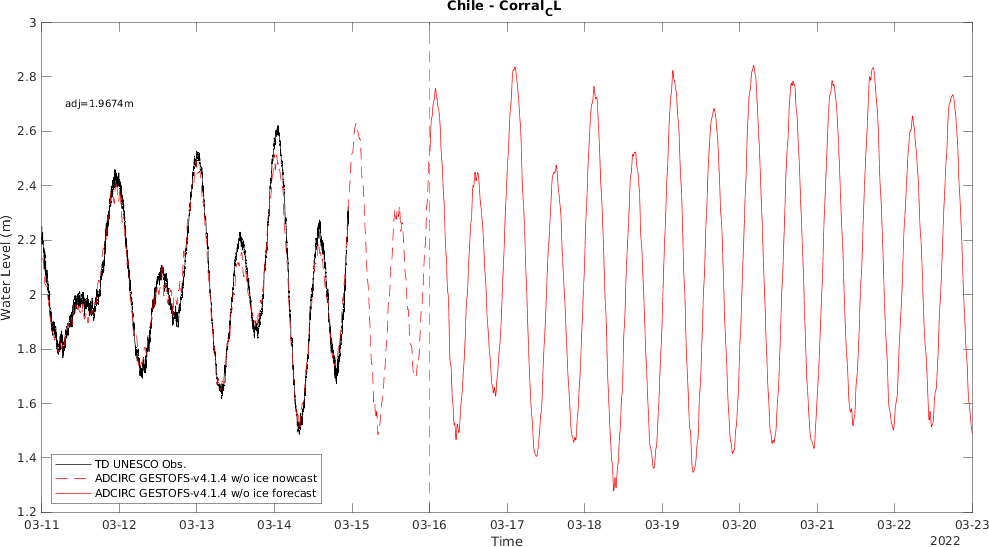 Chile - Corral_CL
3
2.8
adj=1.9674m
2.6
2.4
2.2
2
1.8
1.6
1.4
1.2
Water Level (m)
TD UNESCO Obs.
ADCIRC GESTOFS-v4.1.4 w/o ice nowcast
ADCIRC GESTOFS-v4.1.4 w/o ice forecast
03-11 03-12 03-13 03-14 03-15 03-16 03-17 03-18 03-19 03-20 03-21 03-22 03-23
Time
2022